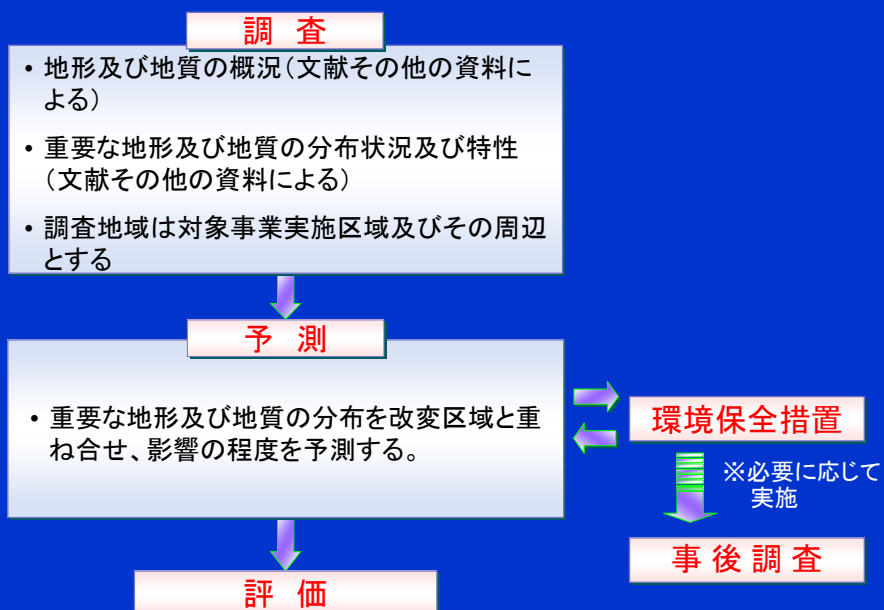 調 査
• 地形及び地質の概況(文献その他の資料に
よる)
• 重要な地形及び地質の分布状況及び特性
(文献その他の資料による)
• 調査地域は対象事業実施区域及びその周辺
とする
予 測
• 重要な地形及び地質の分布を改変区域と重
ね合せ、影響の程度を予測する。
環境保全措置
※必要に応じて
実施
事 後 調 査
評 価